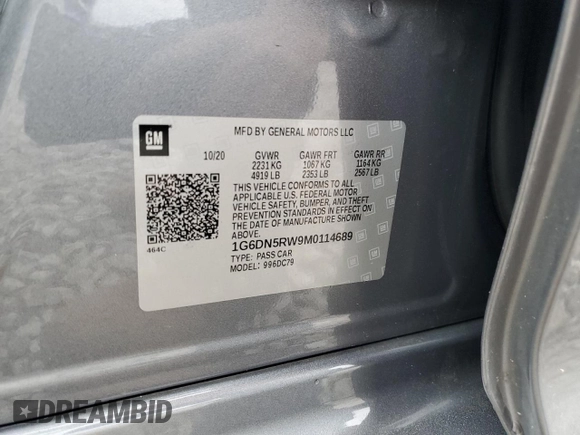 GM
MFD BY GENERAL MOTORS LLC
10/20 GVWR GAWR FRT GAWR RR
2231 KG 1067 KG 1164 KG
4919 LB 2353 LB 2567 LB
THIS VEHICLE CONFORMS TO ALL
APPLICABLE U.S. FEDERAL MOTOR
VEHICLE SAFETY, BUMPER, AND THEFT
PREVENTION STANDARDS IN EFFECT ON
THE DATE OF MANUFACTURE SHOWN
ABOVE.
464C
1G6DN5RW9M0114689
TYPE: PASS CAR
MODEL: 996DC79
DREAMBID